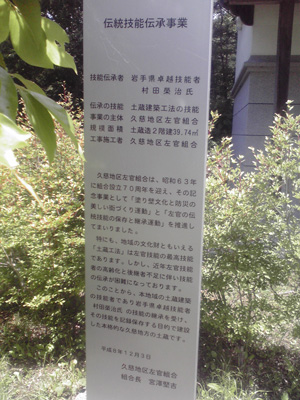 伝統技能伝承事業
技能伝承者 岩手県卓越技能者
村田榮治氏
伝承の技能 土蔵建築工法の技能
事業の主体 久慈地区左官組合
規模面積 土蔵造2階建39.74㎡
工事施工者 久慈地区左官組合
久慈地区左官組合は、昭和63年
に組合設立70周年を迎え、その記
念事業として「塗り壁文化と防災の
美しい街づくり運動」と「左官の伝
統技能の保存と継承運動」を推進し
てまいりました。
特にも、地域の文化財ともいえる
「土蔵工法」は左官技能の最高技能
であります。しかし、近年左官技能
者の高齢化と後継者不足に伴い技能
の伝承が困難になっております。
このことから、本地域の土蔵建築
の技能者であり岩手県卓越技能者
村田榮治氏 の技能の継承を受け、
その技能を記録保存する目的で建設
した本格的な久慈地方の土蔵です。
平成6年12月3日
久慈地区左官組合
組合長 宮澤堅吉